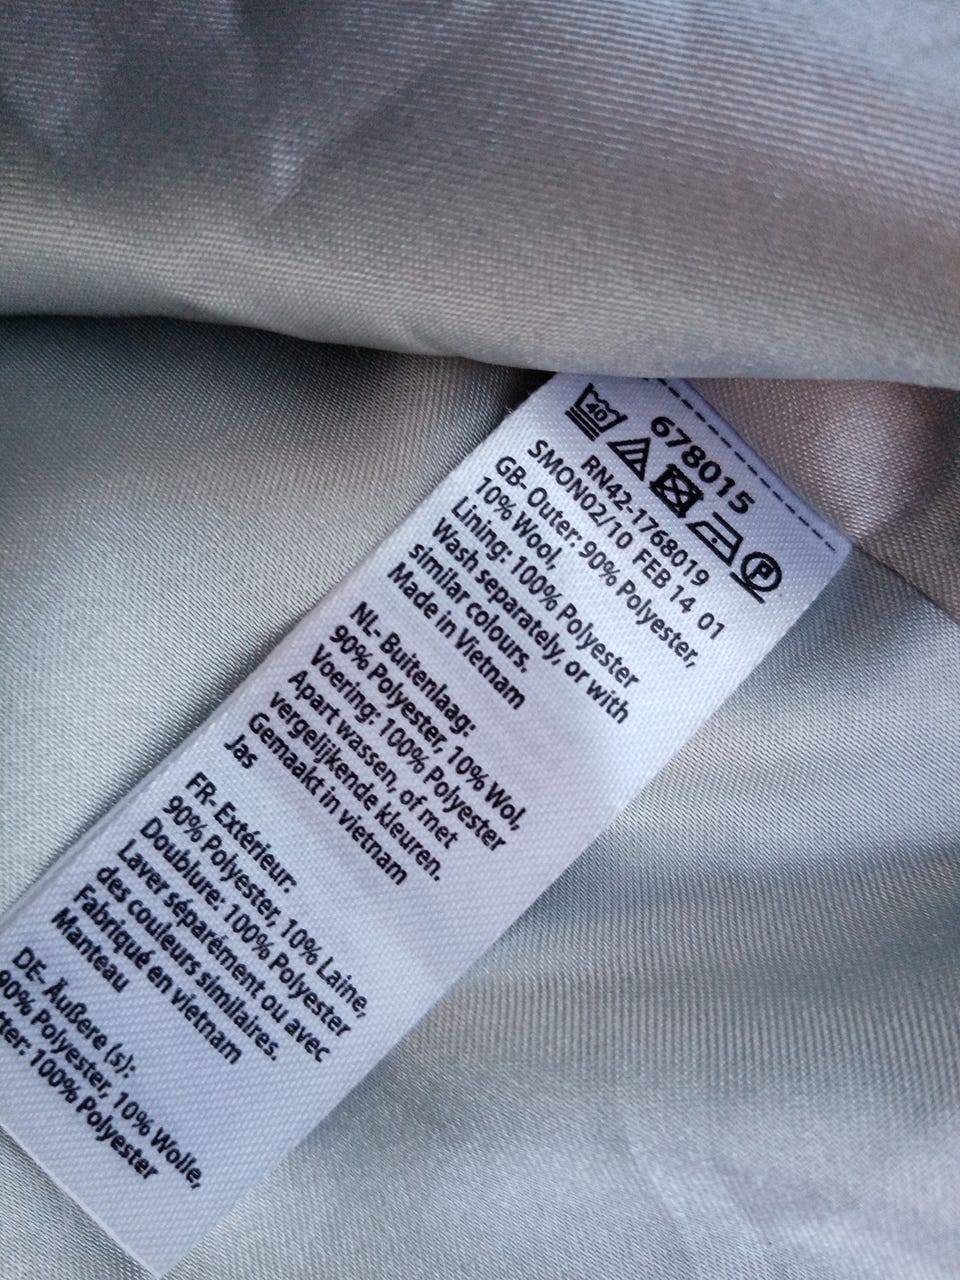 678015
40
P
RN42-1768019
SMON02/10 FEB 14 01
GB- Outer: 90% Polyester,
10% Wool,
Lining: 100% Polyester
Wash separately, or with
similar colours.
Made in Vietnam
NL- Buitenlaag:
90% Polyester, 10% Wol,
Voering: 100% Polyester
Apart wassen, of met
vergelijkende kleuren.
Gemaakt in vietnam
Jas
FR- Extérieur:
90% Polyester, 10% Laine,
Doublure: 100% Polyester
Laver séparément ou avec
des couleurs similaires.
Fabriqué en vietnam
Manteau
DE- Äußere (s):
90% Polyester, 10% Wolle,
100% Polyester